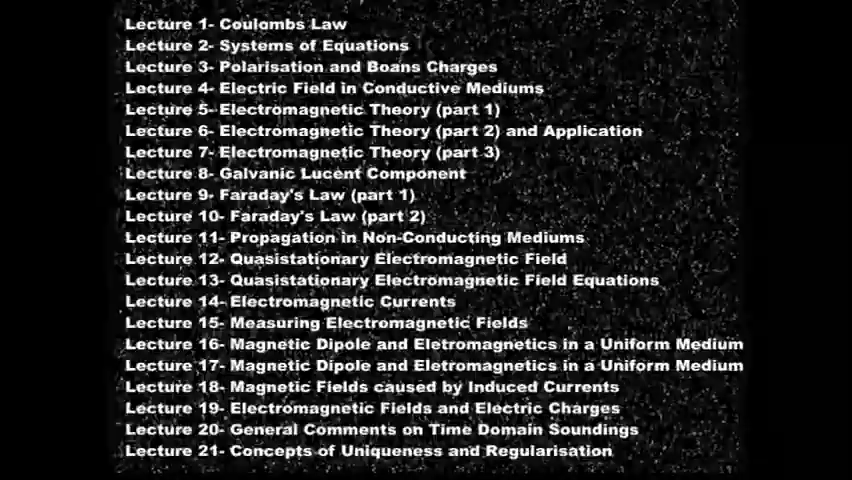 Lecture 1- Coulombs Law
Lecture 2- Systems of Equations
Lecture 3- Polarisation and Boans Charges
Lecture 4- Electric Field in Conductive Mediums
Lecture 5- Electromagnetic Theory (part 1)
Lecture 6- Electromagnetic Theory (part 2) and Application
Lecture 7- Electromagnetic Theory (part 3)
Lecture 8- Galvanic Lucent Component
Lecture 9- Faraday's Law (part 1)
Lecture 10- Faraday's Law (part 2)
Lecture 11- Propagation in Non-Conducting Mediums
Lecture 12- Quasistationary Electromagnetic Field
Lecture 13- Quasistationary Electromagnetic Field Equations
Lecture 14- Electromagnetic Currents
Lecture 15- Measuring Electromagnetic Fields
Lecture 16- Magnetic Dipole and Eletromagnetics in a Uniform Medium
Lecture 17- Magnetic Dipole and Eletromagnetics in a Uniform Medium
Lecture 18- Magnetic Fields caused by Induced Currents
Lecture 19- Electromagnetic Fields and Electric Charges
Lecture 20- General Comments on Time Domain Soundings
Lecture 21- Concepts of Uniqueness and Regularisation